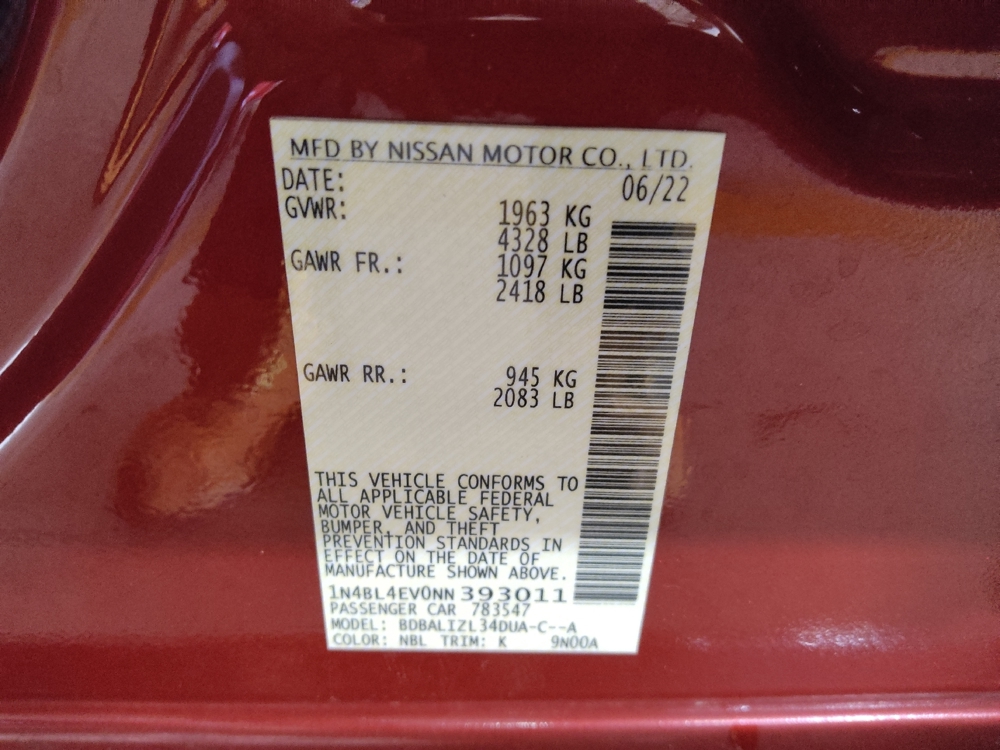 MFD BY NISSAN MOTOR CO., LTD.
DATE: 06/22
GVWR: 1963 KG
4328 LB
GAWR FR.: 1097 KG
2418 LB
GAWR RR.: 945 KG
2083 LB
THIS VEHICLE CONFORMS TO
ALL APPLICABLE FEDERAL
MOTOR VEHICLE SAFETY,
BUMPER, AND THEFT
PREVENTION STANDARDS IN
EFFECT ON THE DATE OF
MANUFACTURE SHOWN ABOVE.
1N4BL4EV0NN393011
PASSENGER CAR 783547
MODEL: BDBALIZL34DUA-C--A
COLOR: NBL TRIM: K 9N00A